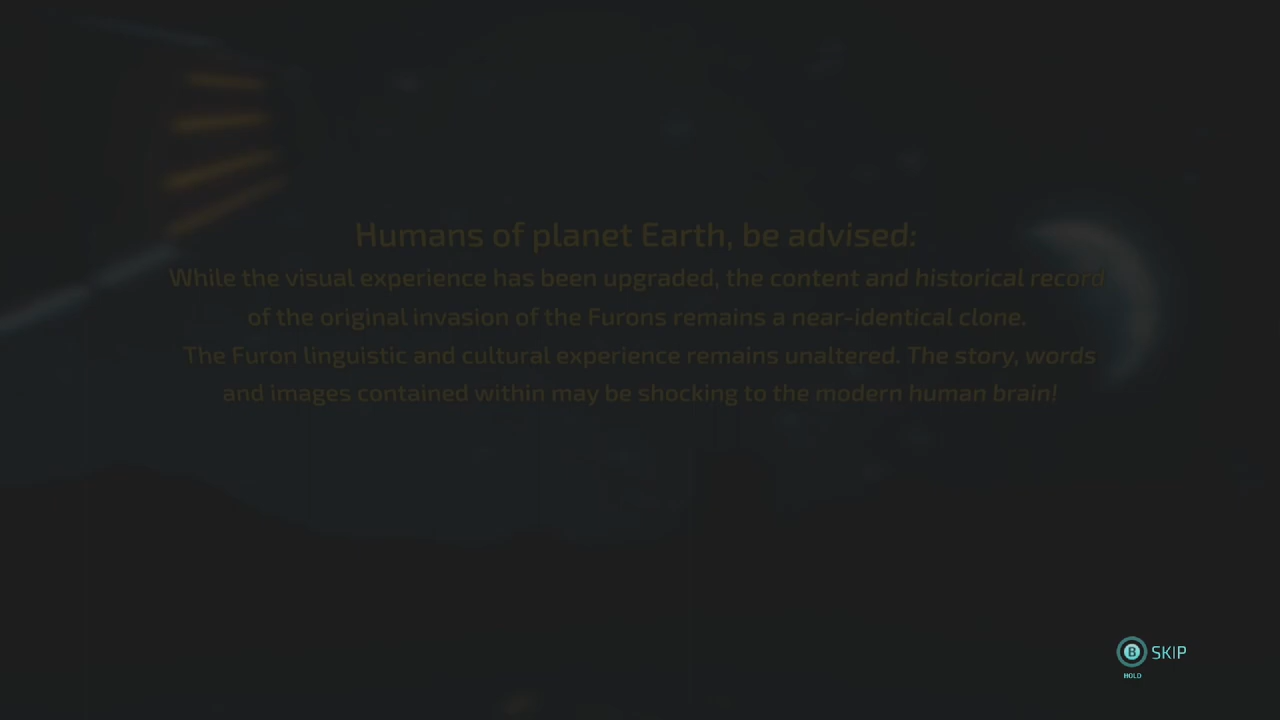 Humans of planet Earth, be advised:
While the visual experience has been upgraded, the content and historical record
of the original invasion of the Furons remains a near-identical clone.
The Furon linguistic and cultural experience remains unaltered. The story, words
and images contained within may be shocking to the modern human brain!
B SKIP
HOLD